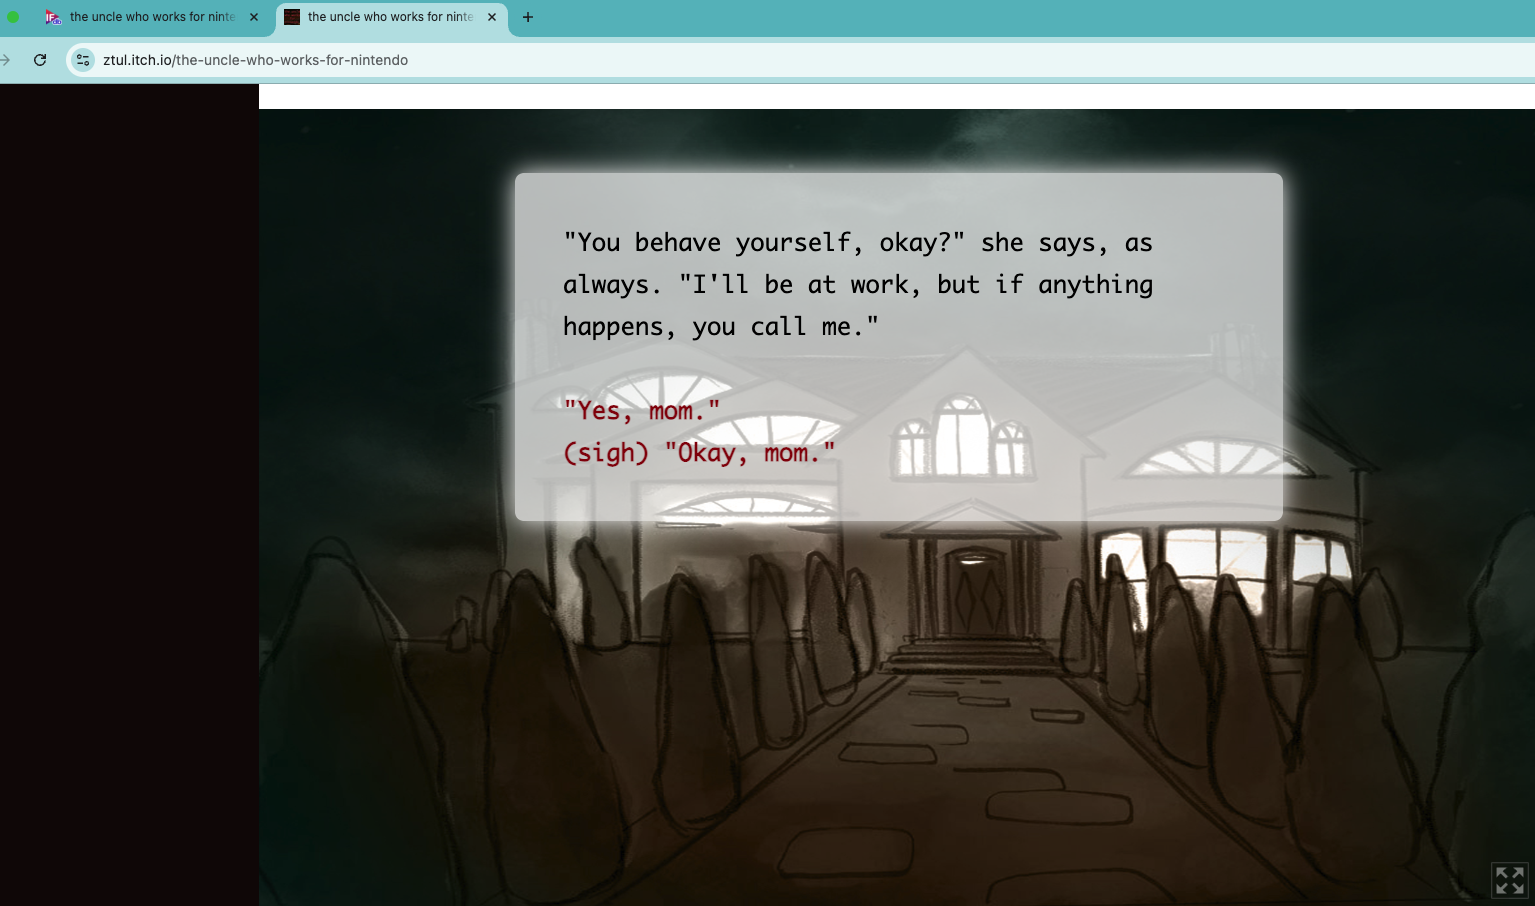 the uncle who works for ninte
the uncle who works for ninte
ztul.itch.io/the-uncle-who-works-for-nintendo
"You behave yourself, okay?" she says, as
always. "I'll be at work, but if anything
happens, you call me."
"Yes, mom."
(sigh) "Okay, mom."